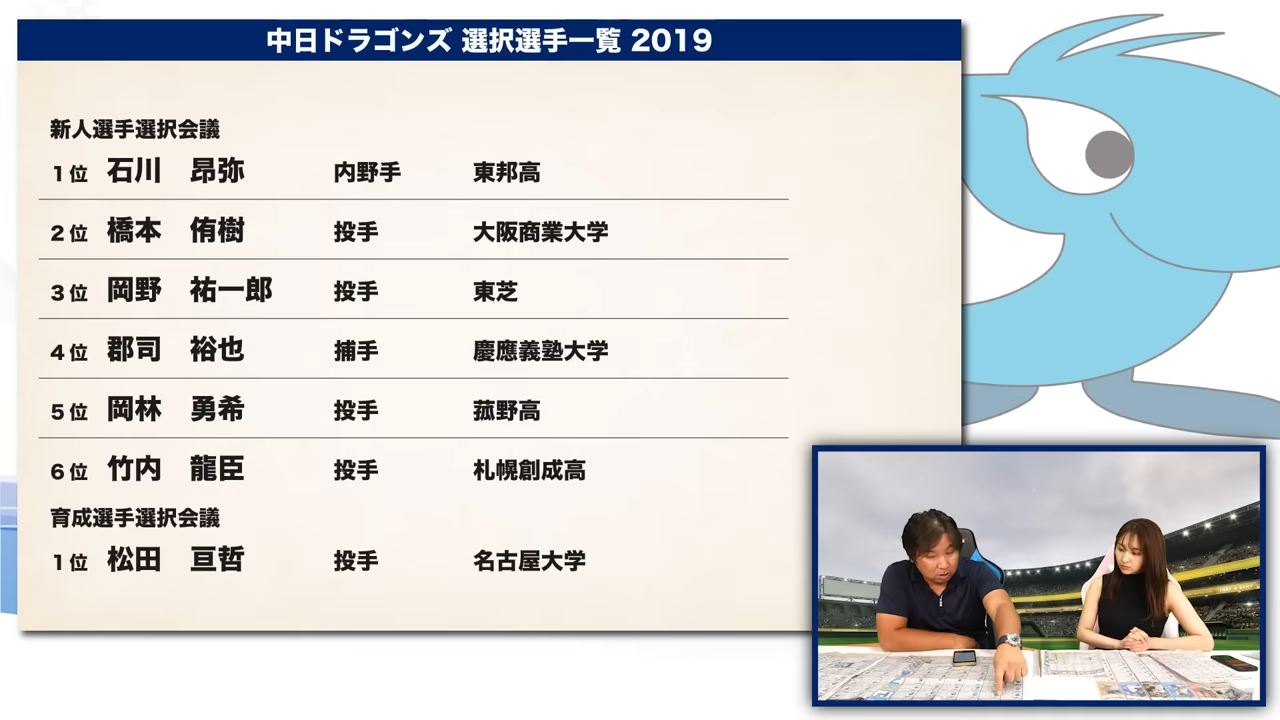 中日ドラゴンズ 選択選手一覧 2019
新人選手選択会議
1位 石川 昂弥 内野手 東邦高
2位 橋本 侑樹 投手 大阪商業大学
3位 岡野 祐一郎 投手 東芝
4位 郡司 裕也 捕手 慶應義塾大学
5位 岡林 勇希 投手 菰野高
6位 竹内 龍臣 投手 札幌創成高
育成選手選択会議
1位 松田 亘哲 投手 名古屋大学